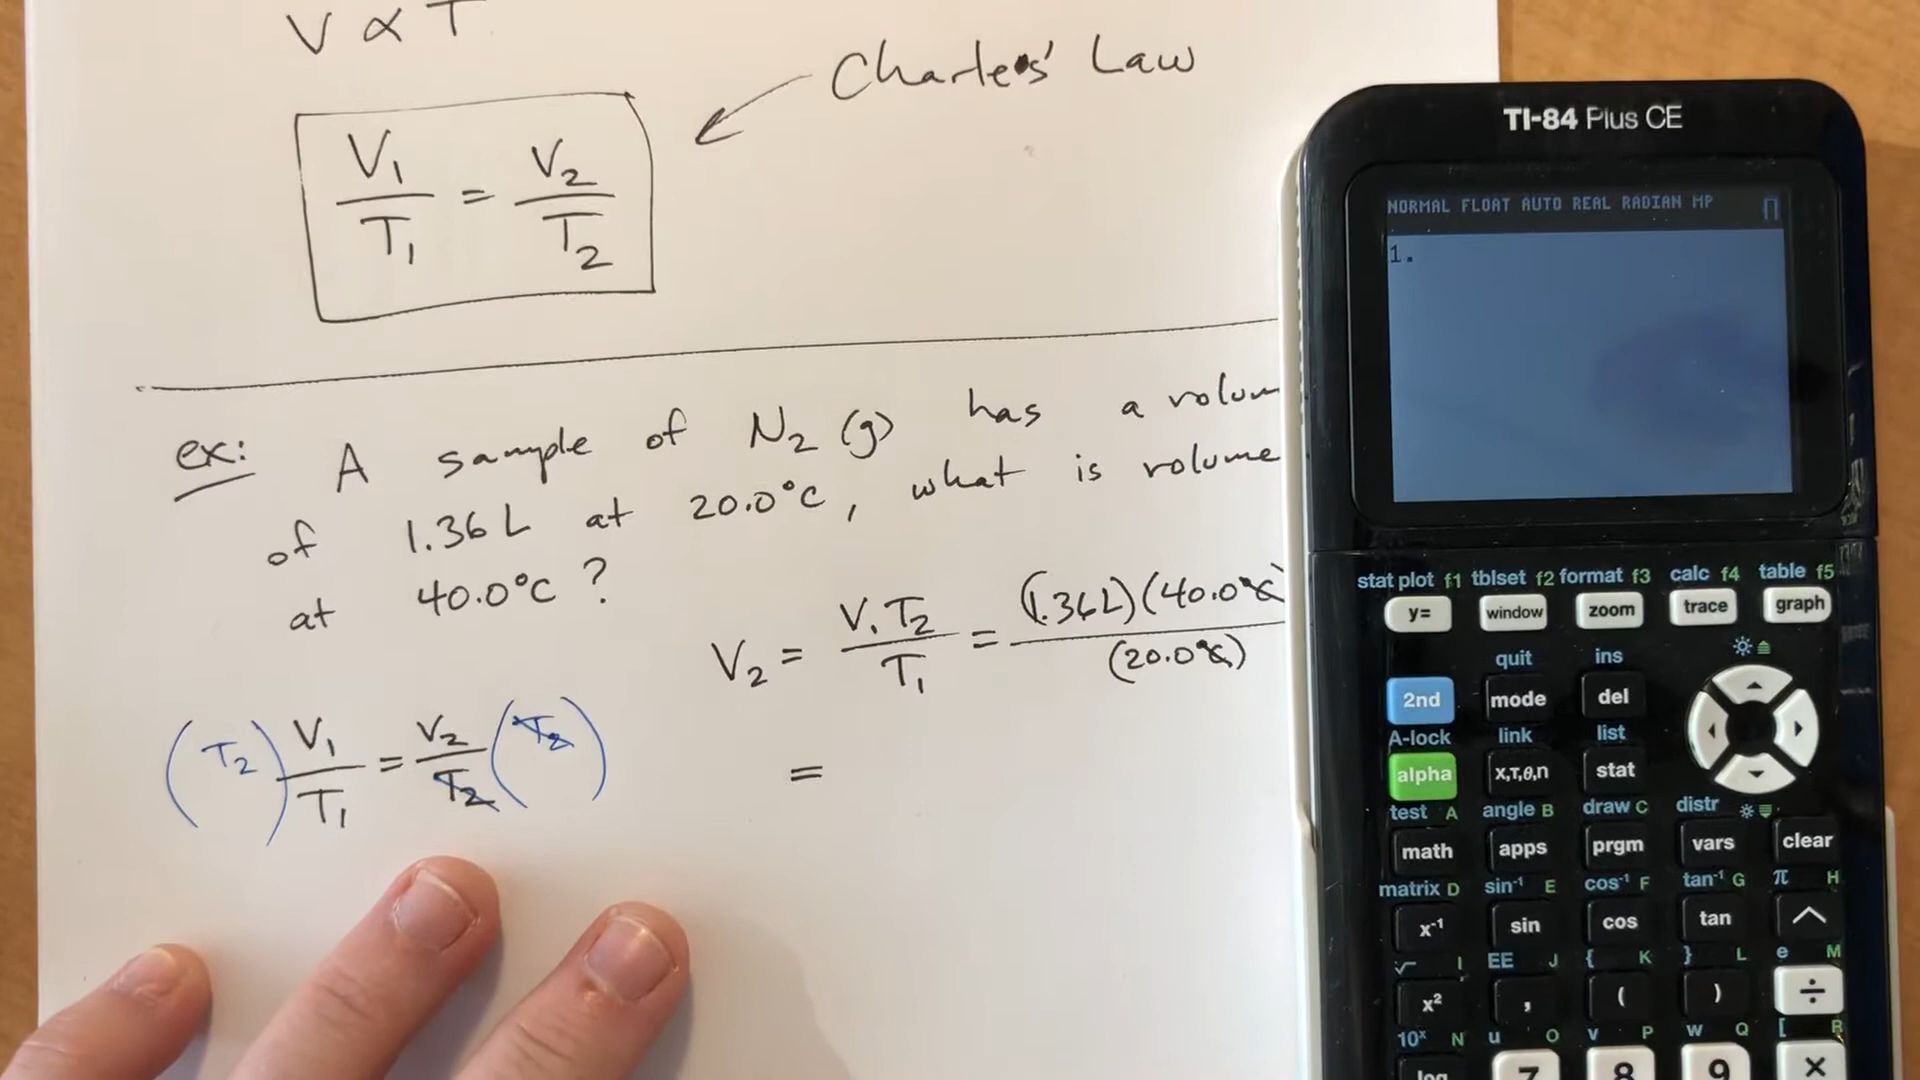 V ∝ T
Charles' Law
V₁/T₁ = V₂/T₂
ex: A sample of N₂ (g) has a
of 1.36 L at 20.0°C, what is volume
at 40.0°C ?
V₂ = V₁T₂/T₁ = (1.36L)(40.0°C)/(20.0°C)
(T₂) V₁/T₁ = V₂/T₂ (T₂)
=
TI-84 Plus CE
NORMAL FLOAT AUTO REAL RADIAN MP
1.
stat plot f1 tblset f2 format f3 calc f4 table f5
y= window zoom trace graph
quit ins
2nd mode del
A-lock link list
alpha X,T,θ,n stat
test A angle B draw C distr
math apps prgm vars clear
matrix D sin⁻¹ E cos⁻¹ F tan⁻¹ G π H
x⁻¹ sin cos tan ^
√ I EE J { K } L e M
x² , ( ) ÷
10ˣ N u O v P w Q [ R
log 7 8 9 ×